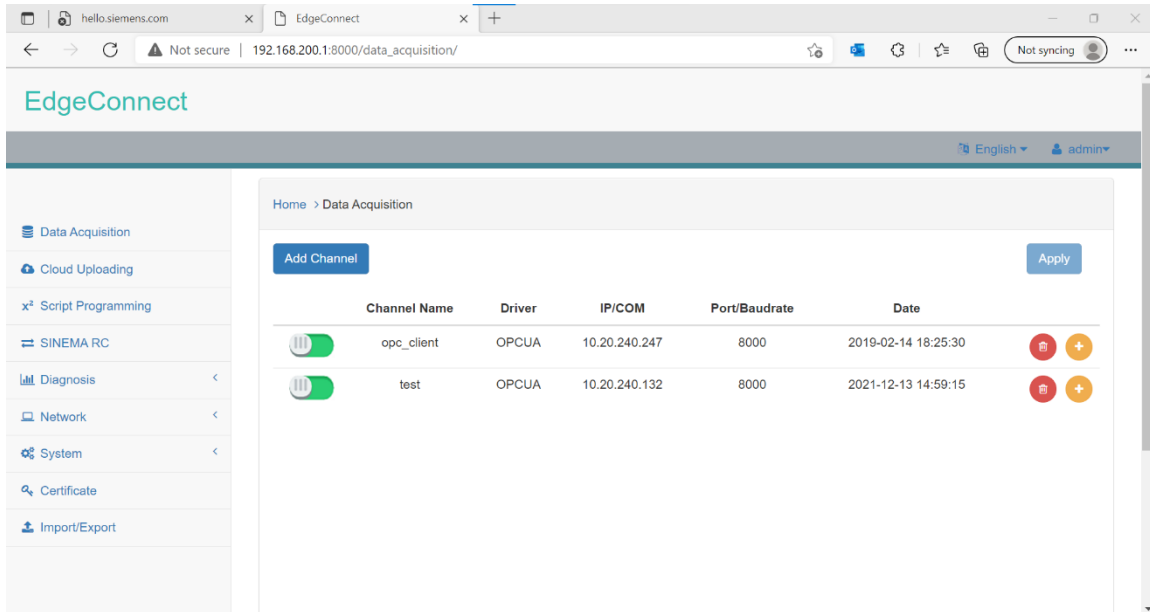 hello.siemens.com EdgeConnect
Not secure 192.168.200.1:8000/data_acquisition/ Not syncing
EdgeConnect
English admin
Home > Data Acquisition
Data Acquisition
Cloud Uploading
x² Script Programming
SINEMA RC
Diagnosis
Network
System
Certificate
Import/Export
Add Channel Apply
Channel Name Driver IP/COM Port/Baudrate Date
opc_client OPCUA 10.20.240.247 8000 2019-02-14 18:25:30
test OPCUA 10.20.240.132 8000 2021-12-13 14:59:15